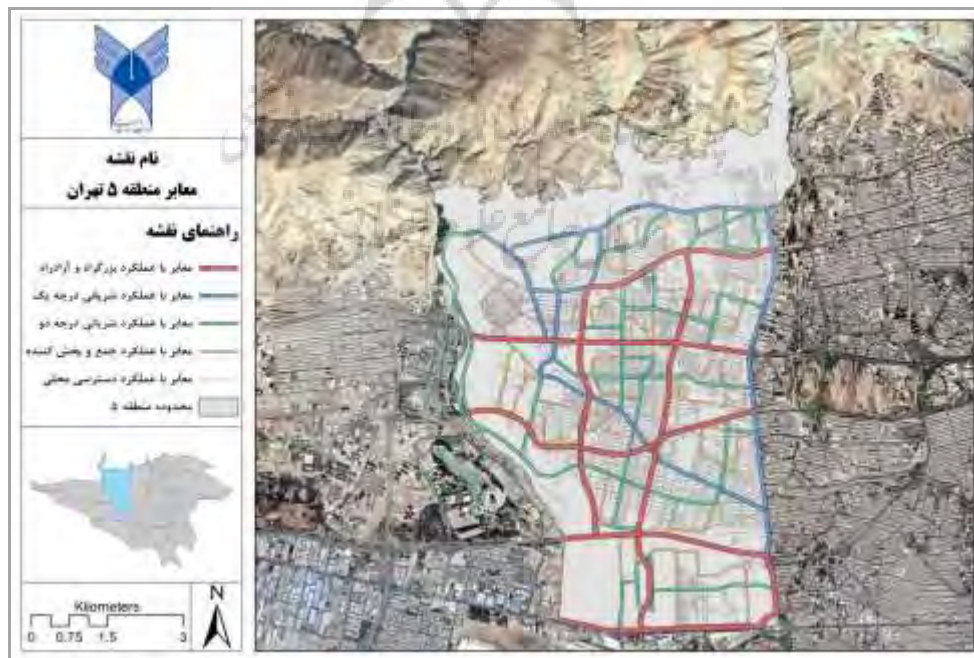 نام نقشه
معابر منطقه ۵ تهران
راهنمای نقشه
معابر با عملکرد بزرگراه و آزادراه
معابر با عملکرد شریانی درجه یک
معابر با عملکرد شریانی درجه دو
معابر با عملکرد جمع و پخش کننده
معابر با عملکرد دسترسی محلی
محدوده منطقه ۵
Kilometers
0 0.75 1.5 3
N